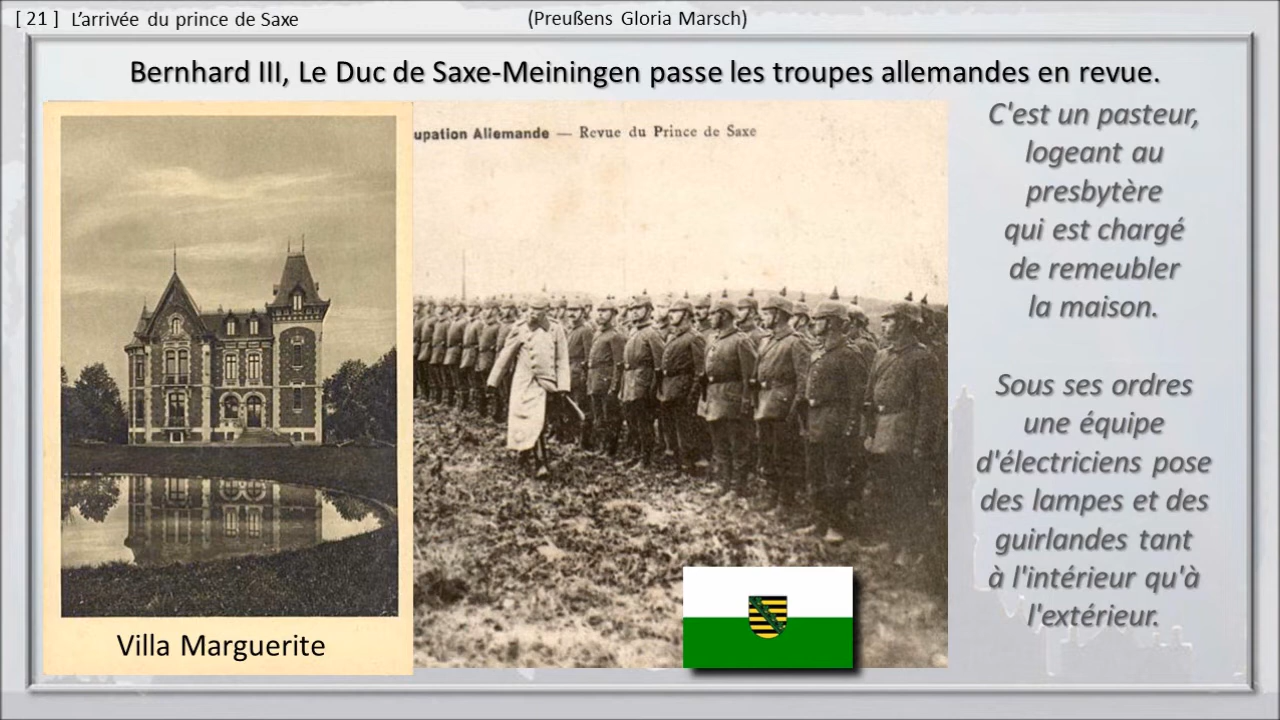 [ 21 ] L’arrivée du prince de Saxe
(Preußens Gloria Marsch)
Bernhard III, Le Duc de Saxe-Meiningen passe les troupes allemandes en revue.
upation Allemande — Revue du Prince de Saxe
Villa Marguerite
C'est un pasteur,
logeant au
presbytère
qui est chargé
de remeubler
la maison.
Sous ses ordres
une équipe
d'électriciens pose
des lampes et des
guirlandes tant
à l'intérieur qu'à
l'extérieur.